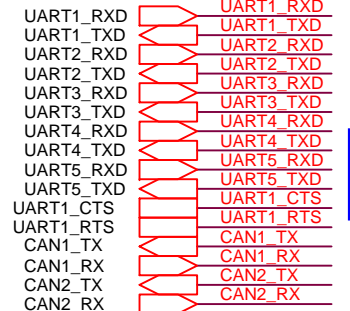 UART1_RXD UART1_RXD
UART1_TXD UART1_TXD
UART2_RXD UART2_RXD
UART2_TXD UART2_TXD
UART3_RXD UART3_RXD
UART3_TXD UART3_TXD
UART4_RXD UART4_RXD
UART4_TXD UART4_TXD
UART5_RXD UART5_RXD
UART5_TXD UART5_TXD
UART1_CTS UART1_CTS
UART1_RTS UART1_RTS
CAN1_TX CAN1_TX
CAN1_RX CAN1_RX
CAN2_TX CAN2_TX
CAN2_RX CAN2_RX